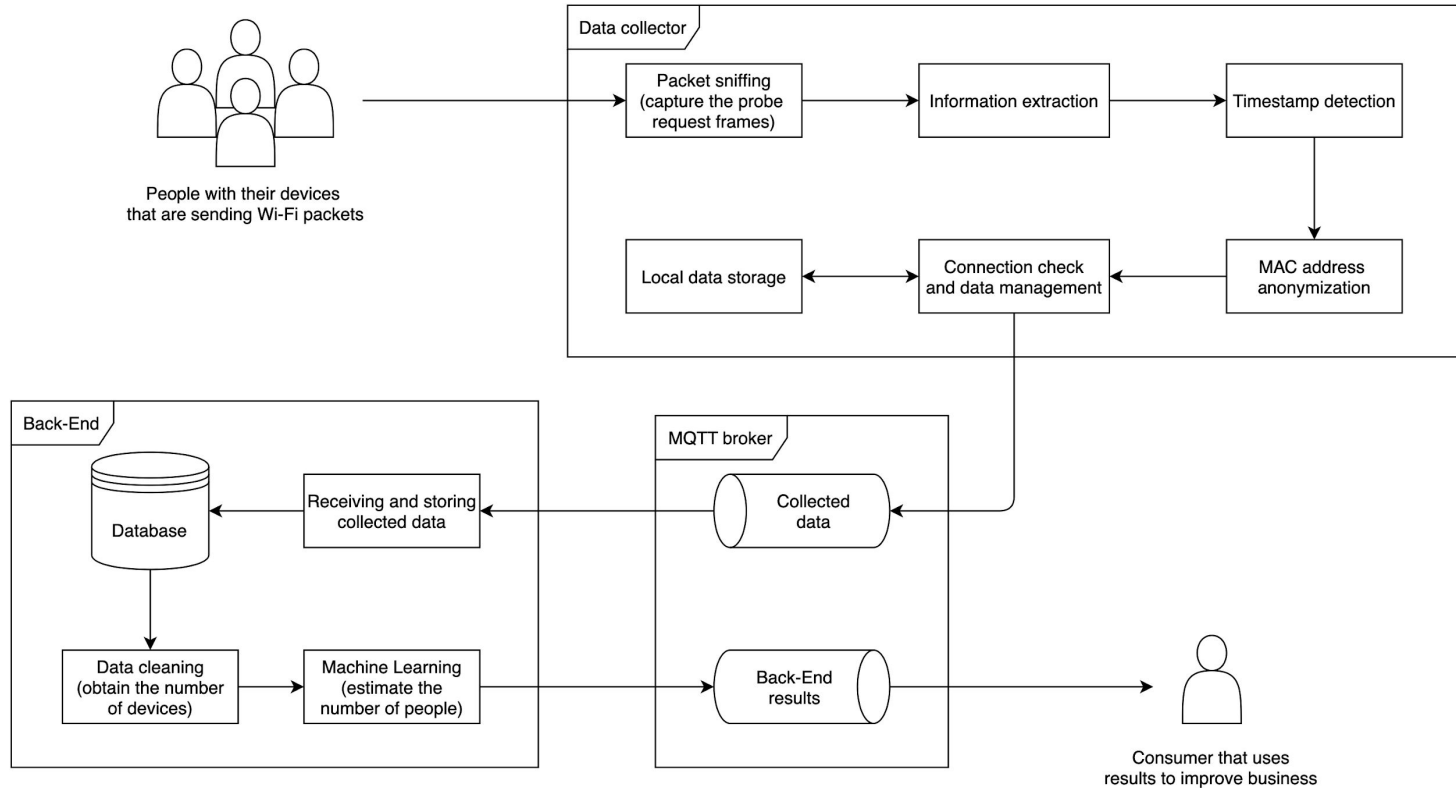 Data collector
Packet sniffing
(capture the probe
request frames)
Information extraction
Timestamp detection
People with their devices
that are sending Wi-Fi packets
Local data storage
Connection check
and data management
MAC address
anonymization
Back-End
MQTT broker
Database
Receiving and storing
collected data
Collected
data
Data cleaning
(obtain the number
of devices)
Machine Learning
(estimate the
number of people)
Back-End
results
Consumer that uses
results to improve business